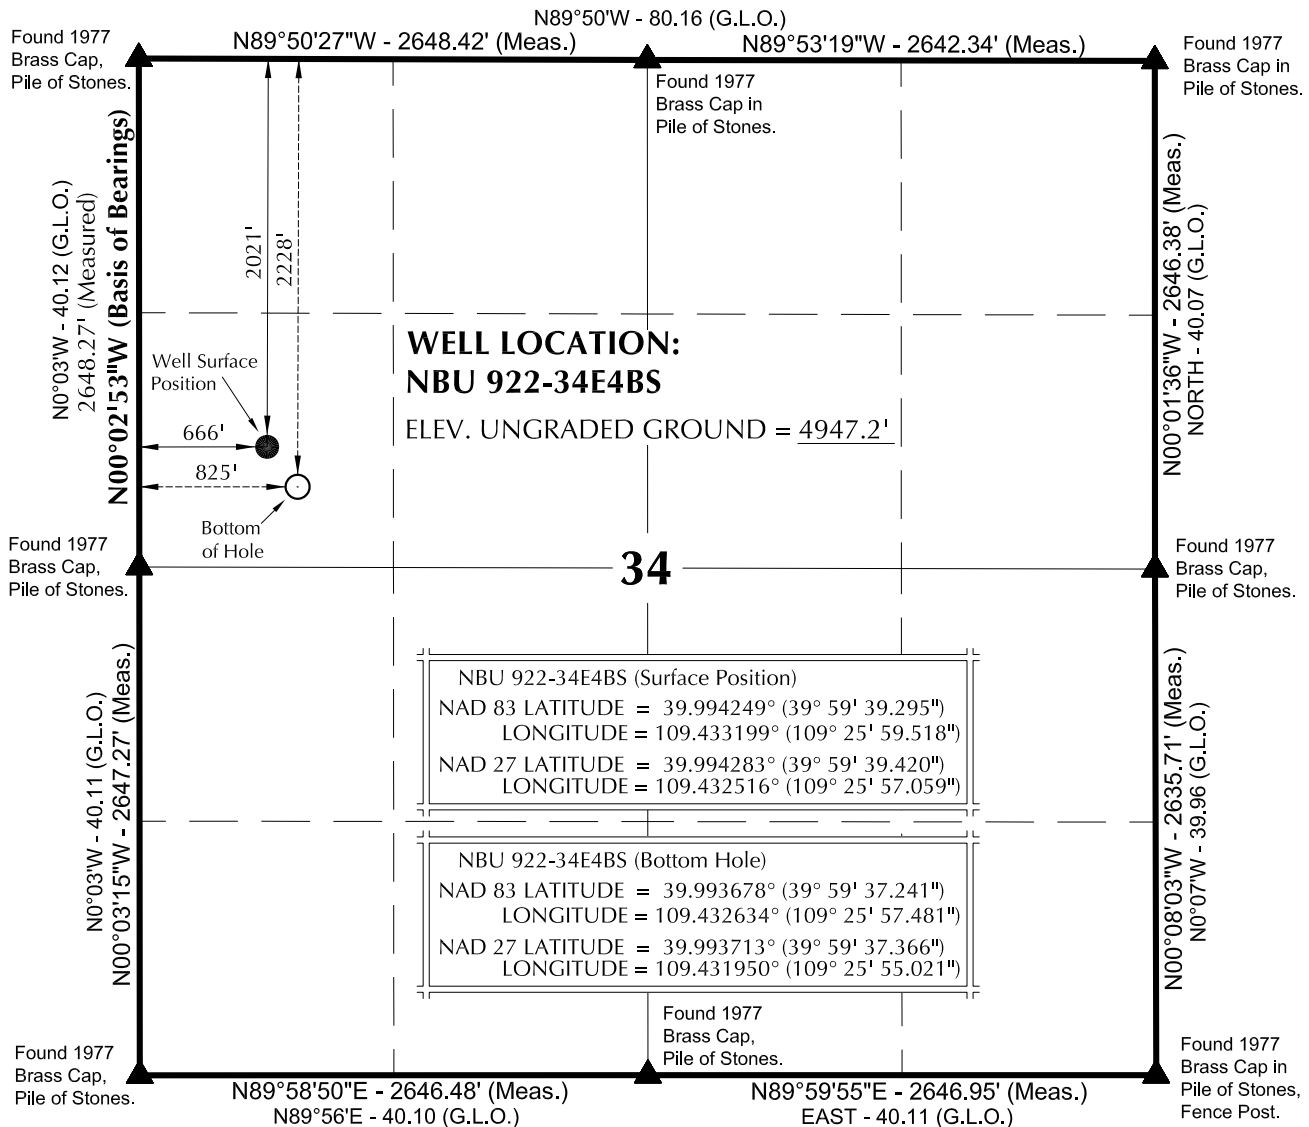 N89°50'W - 80.16 (G.L.O.)
N89°50'27"W - 2648.42' (Meas.)
N89°53'19"W - 2642.34' (Meas.)
Found 1977
Brass Cap,
Pile of Stones.
Found 1977
Brass Cap in
Pile of Stones.
Found 1977
Brass Cap in
Pile of Stones.
N0°03'W - 40.12 (G.L.O.)
2648.27' (Measured)
N00°02'53"W (Basis of Bearings)
2021'
2228'
N00°01'36"W - 2646.38' (Meas.)
NORTH - 40.07 (G.L.O.)
WELL LOCATION:
NBU 922-34E4BS
ELEV. UNGRADED GROUND = 4947.2'
Well Surface
Position
666'
825'
Bottom
of Hole
Found 1977
Brass Cap,
Pile of Stones.
34
Found 1977
Brass Cap,
Pile of Stones.
N0°03'W - 40.11 (G.L.O.)
N00°03'15"W - 2647.27' (Meas.)
NBU 922-34E4BS (Surface Position)
NAD 83 LATITUDE = 39.994249° (39° 59' 39.295")
LONGITUDE = 109.433199° (109° 25' 59.518")
NAD 27 LATITUDE = 39.994283° (39° 59' 39.420")
LONGITUDE = 109.432516° (109° 25' 57.059")
NBU 922-34E4BS (Bottom Hole)
NAD 83 LATITUDE = 39.993678° (39° 59' 37.241")
LONGITUDE = 109.432634° (109° 25' 57.481")
NAD 27 LATITUDE = 39.993713° (39° 59' 37.366")
LONGITUDE = 109.431950° (109° 25' 55.021")
N00°08'03"W - 2635.71' (Meas.)
N0°07'W - 39.96 (G.L.O.)
Found 1977
Brass Cap,
Pile of Stones.
Found 1977
Brass Cap,
Pile of Stones.
Found 1977
Brass Cap in
Pile of Stones,
Fence Post.
N89°58'50"E - 2646.48' (Meas.)
N89°56'E - 40.10 (G.L.O.)
N89°59'55"E - 2646.95' (Meas.)
EAST - 40.11 (G.L.O.)